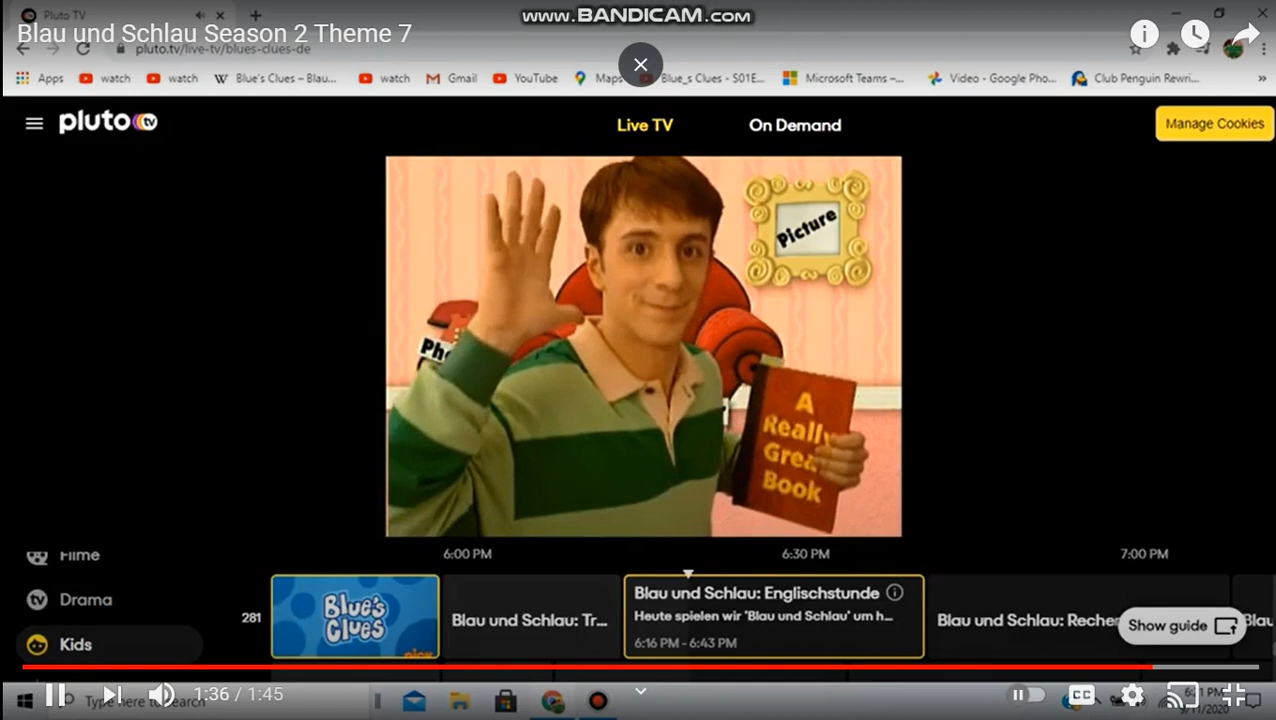 Pluto TV
www.BANDICAM.com
Blau und Schlau Season 2 Theme 7
pluto.tv/live-tv/blues-clues-de
Apps
watch
watch
Blue's Clues – Blau...
watch
Gmail
YouTube
Maps
Blue_s Clues - S01E...
Microsoft Teams –...
Video - Google Pho...
Club Penguin Rewri...
»
pluto tv
Live TV
On Demand
Manage Cookies
Picture
A
Really
Great
Book
6:00 PM
6:30 PM
7:00 PM
Filme
Drama
Kids
281
BLUE'S
CLUES
nick
Blau und Schlau: Tr...
Blau und Schlau: Englischstunde
Heute spielen wir "Blau und Schlau" um h...
6:16 PM - 6:43 PM
Show guide
1:36 / 1:45
Type here to search
CC
9/11/2020